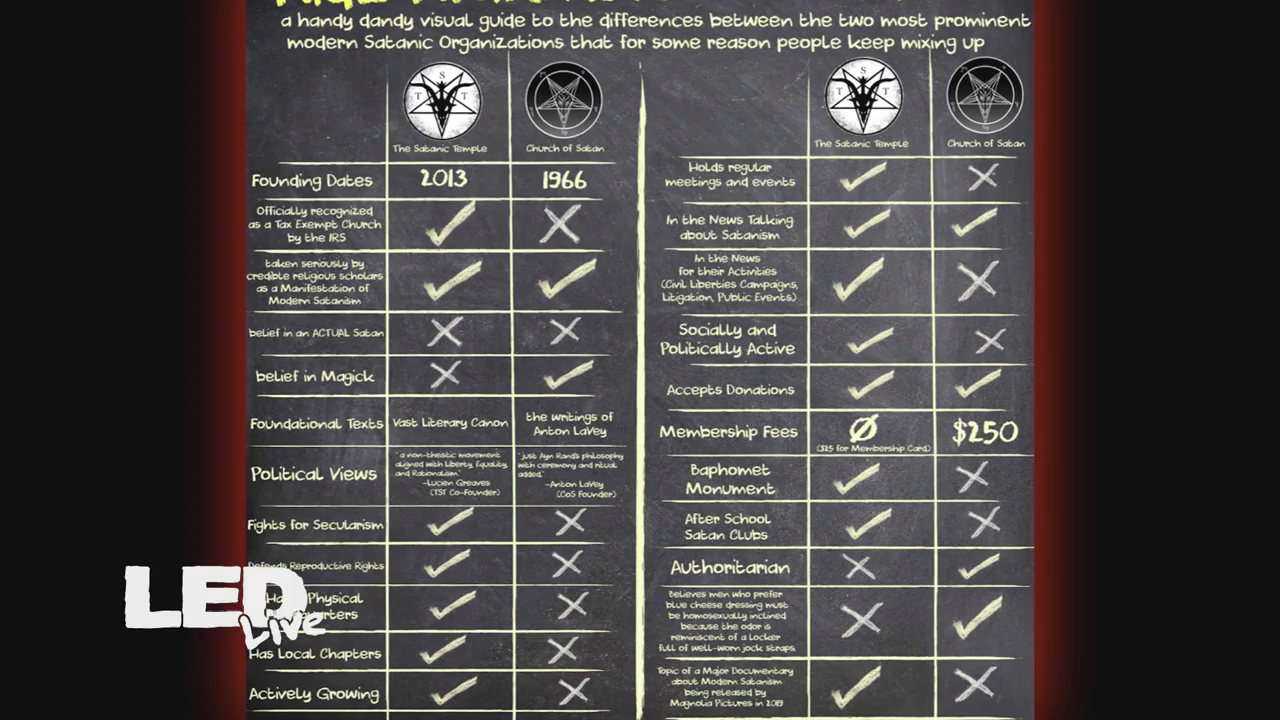 a handy dandy visual guide to the differences between the two most prominent
modern Satanic Organizations that for some reason people keep mixing up
S
T T
The Satanic Temple
Church of Satan
Founding Dates
2013
1966
Officially recognized
as a Tax Exempt Church
by the IRS
taken seriously by
credible religious scholars
as a Manifestation of
Modern Satanism
belief in an ACTUAL Satan
belief in Magick
Foundational Texts
Vast Literary Canon
the writings of
Anton LaVey
Political Views
"a non-theistic movement
aligned with Liberty, Equality,
and Rationalism."
-Lucien Greaves
(TST Co-Founder)
"just Ayn Rand's philosophy
with ceremony and ritual
added."
-Anton LaVey
(CoS Founder)
Fights for Secularism
Defends Reproductive Rights
Physical
Has Local Chapters
Actively Growing
S
T T
The Satanic Temple
Church of Satan
Holds regular
meetings and events
In the News Talking
about Satanism
In the News
for their Activities
(Civil Liberties Campaigns,
Litigation, Public Events)
Socially and
Politically Active
Accepts Donations
Membership Fees
Ø
($25 for Membership Card)
$250
Baphomet
Monument
After School
Satan Clubs
Authoritarian
Believes men who prefer
blue cheese dressing must
be homosexually inclined
because the odor is
reminiscent of a locker
full of well-worn jock straps.
Topic of a Major Documentary
about Modern Satanism
being released by
Magnolia Pictures in 2019
LED
Live